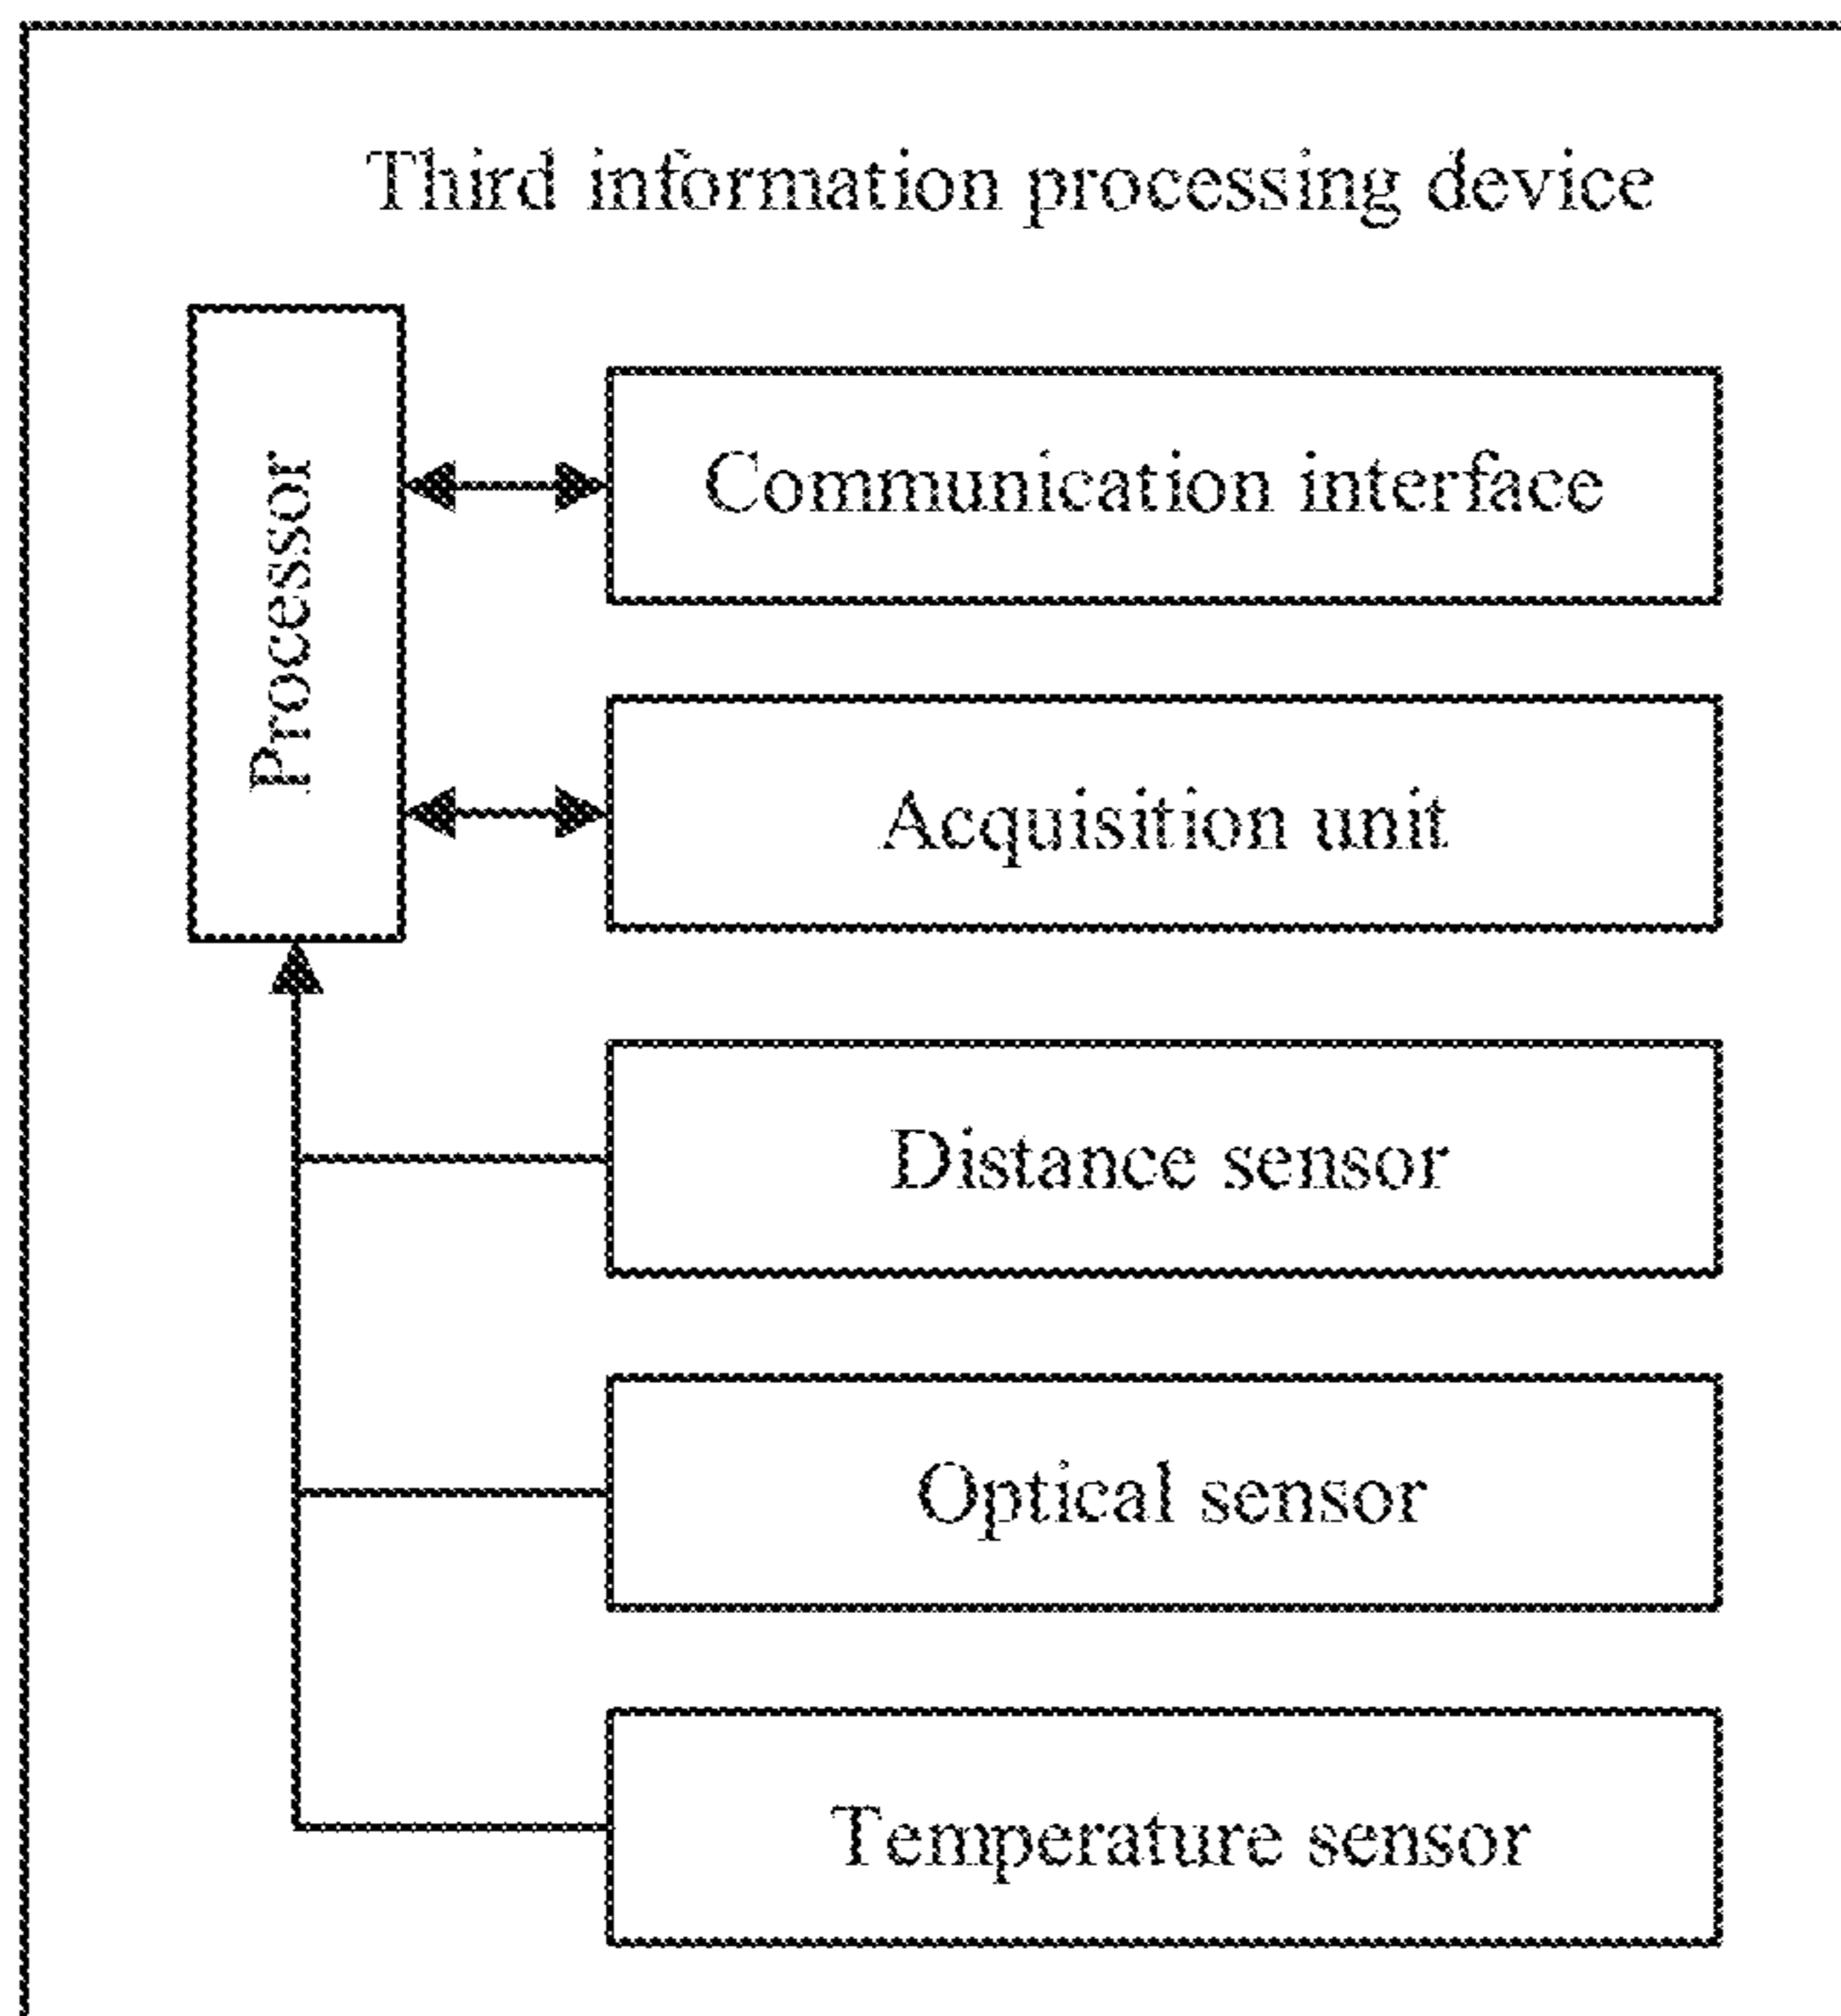 Third information processing device
Processor
Communication interface
Acquisition unit
Distance sensor
Optical sensor
Temperature sensor